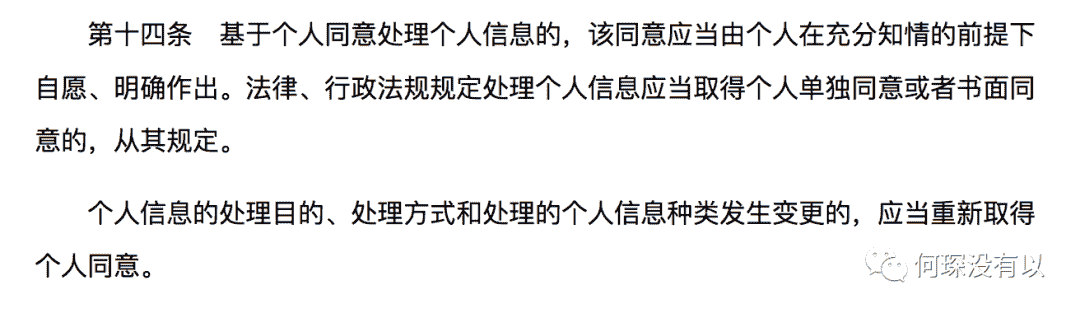 第十四条　基于个人同意处理个人信息的，该同意应当由个人在充分知情的前提下
自愿、明确作出。法律、行政法规规定处理个人信息应当取得个人单独同意或者书面同
意的，从其规定。
个人信息的处理目的、处理方式和处理的个人信息种类发生变更的，应当重新取得
个人同意。
何琛没有以